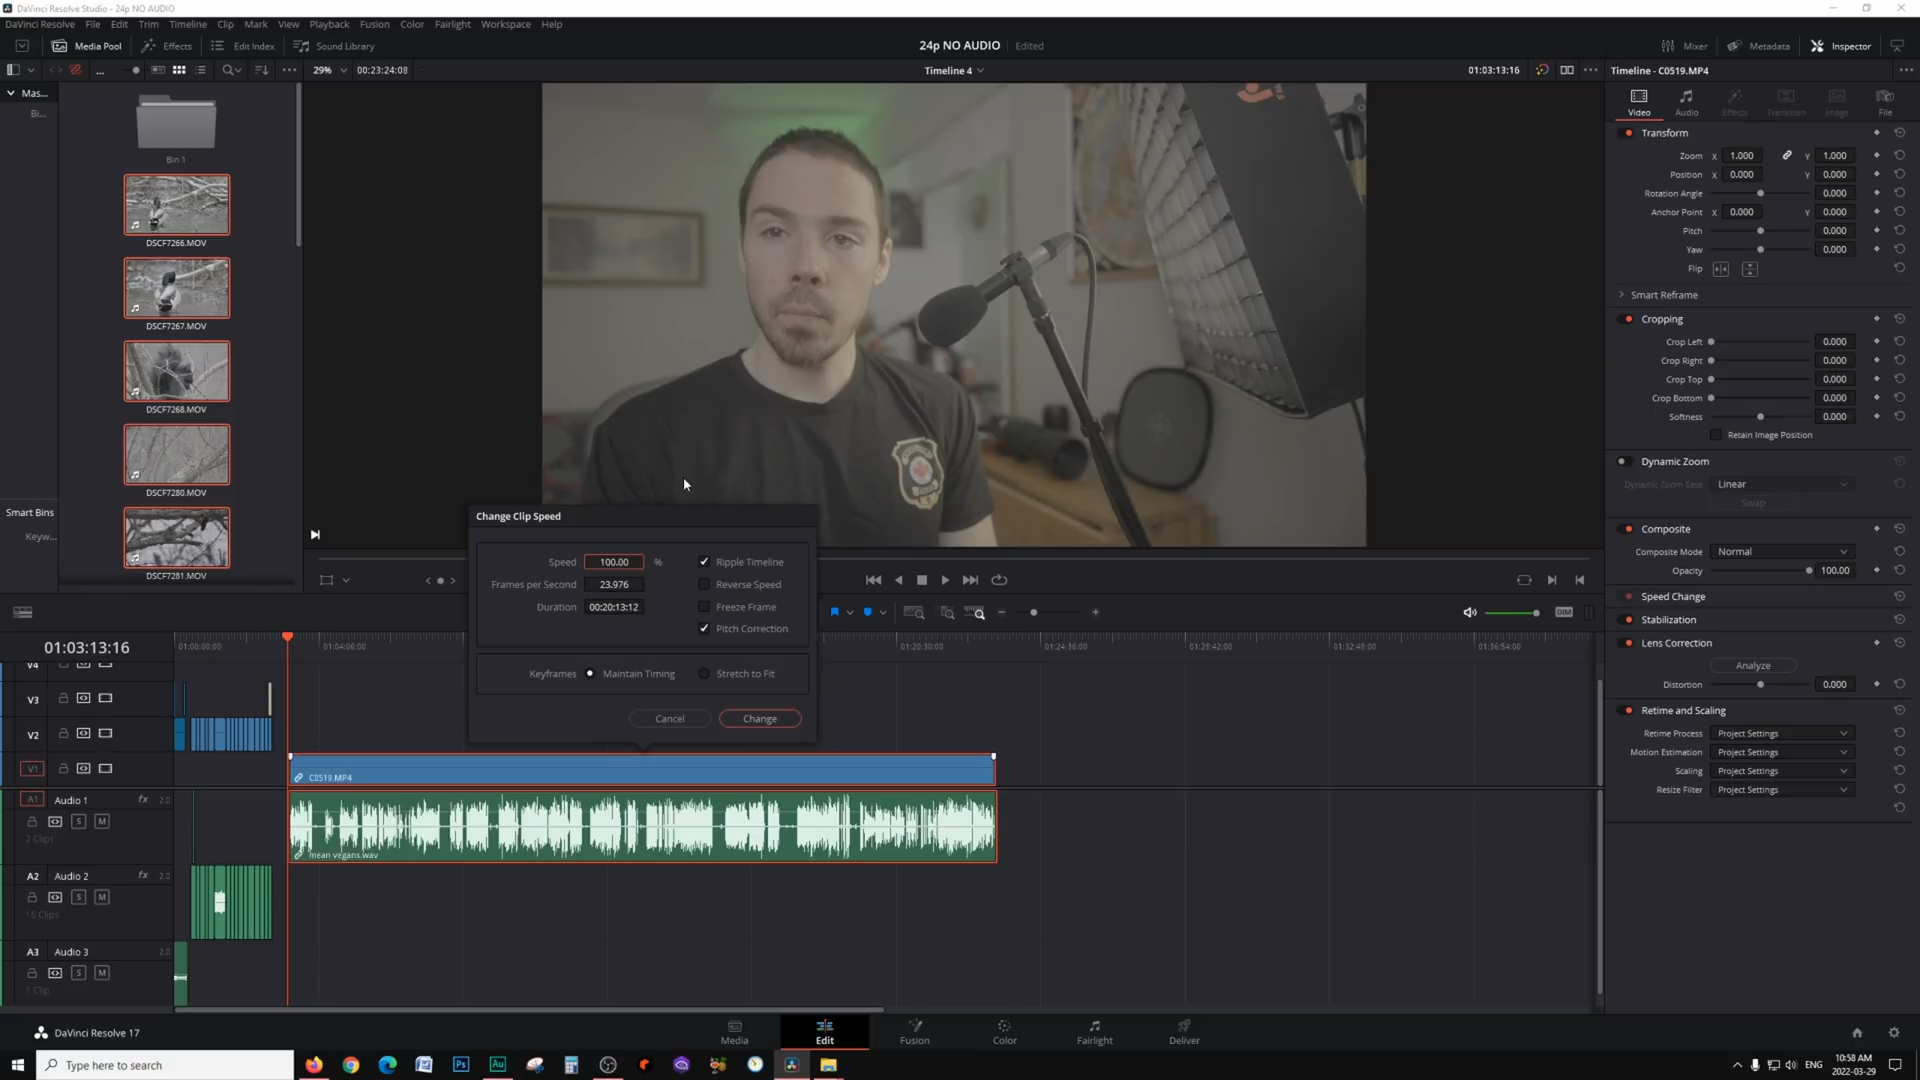 DaVinci Resolve Studio - 24p NO AUDIO
DaVinci Resolve File Edit Trim Timeline Clip Mark View Playback Fusion Color Fairlight Workspace Help
Media Pool Effects Edit Index Sound Library 24p NO AUDIO Edited Mixer Metadata Inspector
29% 00:23:24:08 Timeline 4 01:03:13:16 Timeline - C0519.MP4
Mas...
Bi...
Bin 1
DSCF7266.MOV
DSCF7267.MOV
DSCF7268.MOV
DSCF7280.MOV
DSCF7281.MOV
Smart Bins
Keyw...
Video Audio Effects Transition Image File
Transform
Zoom X 1.000 Y 1.000
Position X 0.000 Y 0.000
Rotation Angle 0.000
Anchor Point X 0.000 Y 0.000
Pitch 0.000
Yaw 0.000
Flip
Smart Reframe
Cropping
Crop Left 0.000
Crop Right 0.000
Crop Top 0.000
Crop Bottom 0.000
Softness 0.000
Retain Image Position
Dynamic Zoom
Dynamic Zoom Ease Linear
Swap
Composite
Composite Mode Normal
Opacity 100.00
Speed Change
Stabilization
Lens Correction
Analyze
Distortion 0.000
Retime and Scaling
Retime Process Project Settings
Motion Estimation Project Settings
Scaling Project Settings
Resize Filter Project Settings
Change Clip Speed
Speed 100.00 % Ripple Timeline
Frames per Second 23.976 Reverse Speed
Duration 00:20:13:12 Freeze Frame
Pitch Correction
Keyframes Maintain Timing Stretch to Fit
Cancel Change
DIM
01:03:13:16 01:00:00:00 01:04:06:00 01:20:30:00 01:24:36:00 01:28:42:00 01:32:48:00 01:36:54:00
V4
V3
V2
V1
C0519.MP4
A1 Audio 1 fx 2.0
S M
2 Clips
mean vegans.wav
A2 Audio 2 fx 2.0
S M
16 Clips
A3 Audio 3 2.0
S M
1 Clip
DaVinci Resolve 17
Media Edit Fusion Color Fairlight Deliver
Type here to search
Ps Au
ENG
10:58 AM
2022-03-29